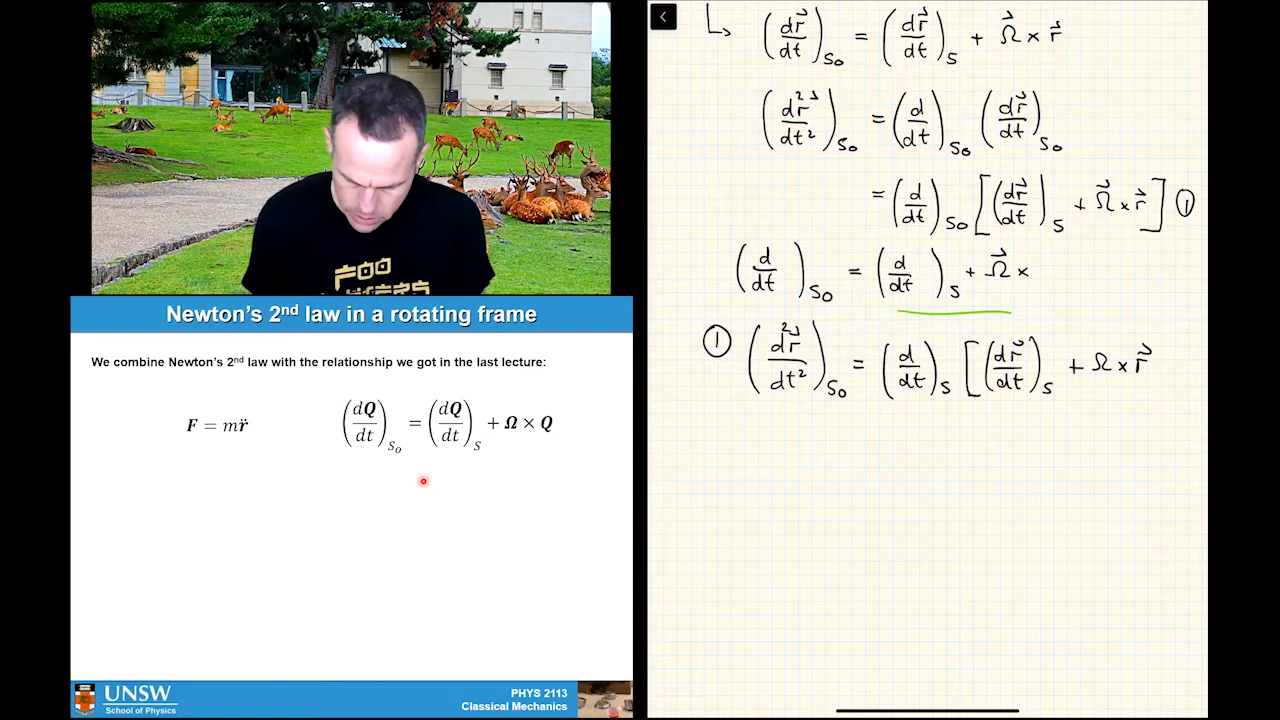 FOO
Newton's 2nd law in a rotating frame
We combine Newton's 2nd law with the relationship we got in the last lecture:
F = mr̈
(dQ/dt)_So = (dQ/dt)_S + Ω × Q
UNSW
School of Physics
PHYS 2113
Classical Mechanics
↳ (dr⃗/dt)_So = (dr⃗/dt)_S + Ω⃗ × r⃗
(d²r⃗/dt²)_So = (d/dt)_So (dr⃗/dt)_So
= (d/dt)_So [(dr⃗/dt)_S + Ω⃗ × r⃗] ①
(d/dt)_So = (d/dt)_S + Ω⃗ ×
① (d²r⃗/dt²)_So = (d/dt)_S [(dr⃗/dt)_S + Ω × r⃗